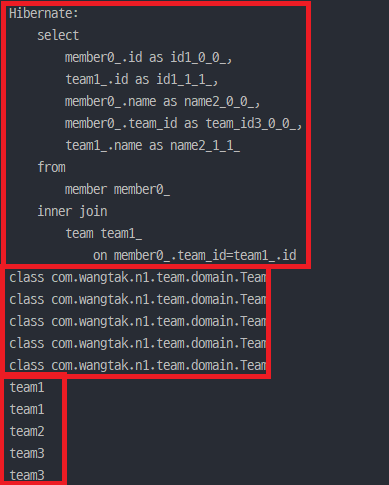 Hibernate:
select
member0_.id as id1_0_0_,
team1_.id as id1_1_1_,
member0_.name as name2_0_0_,
member0_.team_id as team_id3_0_0_,
team1_.name as name2_1_1_
from
member member0_
inner join
team team1_
on member0_.team_id=team1_.id
class com.wangtak.n1.team.domain.Team
class com.wangtak.n1.team.domain.Team
class com.wangtak.n1.team.domain.Team
class com.wangtak.n1.team.domain.Team
class com.wangtak.n1.team.domain.Team
team1
team1
team2
team3
team3